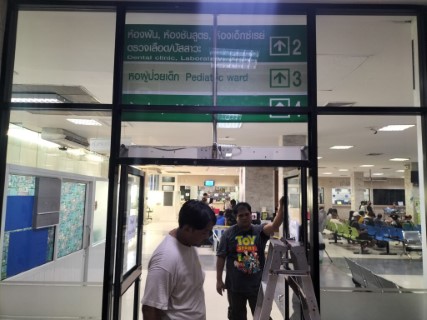 ห้องฟัน, ห้องชันสูตร, ห้องเอ็กซ์เรย์
ตรวจเลือด/ปัสสาวะ
Dental clinic, Laboratory
2
หอผู้ป่วยเด็ก Pediatric ward
3
4
TOY